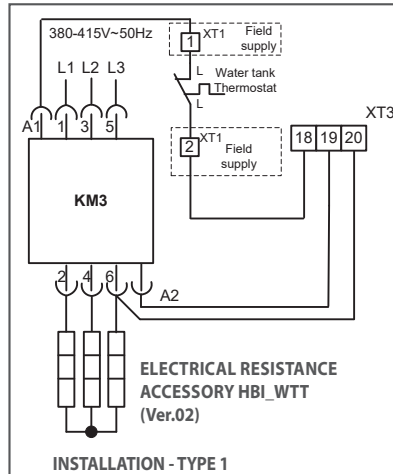 380-415V~50Hz
1 XT1 Field
supply
L1 L2 L3
L Water tank
Thermostat
L
A1 1 3 5
XT1
2 Field
supply
XT3
18 19 20
KM3
2 4 6
A2
ELECTRICAL RESISTANCE
ACCESSORY HBI_WTT
(Ver.02)
INSTALLATION - TYPE 1